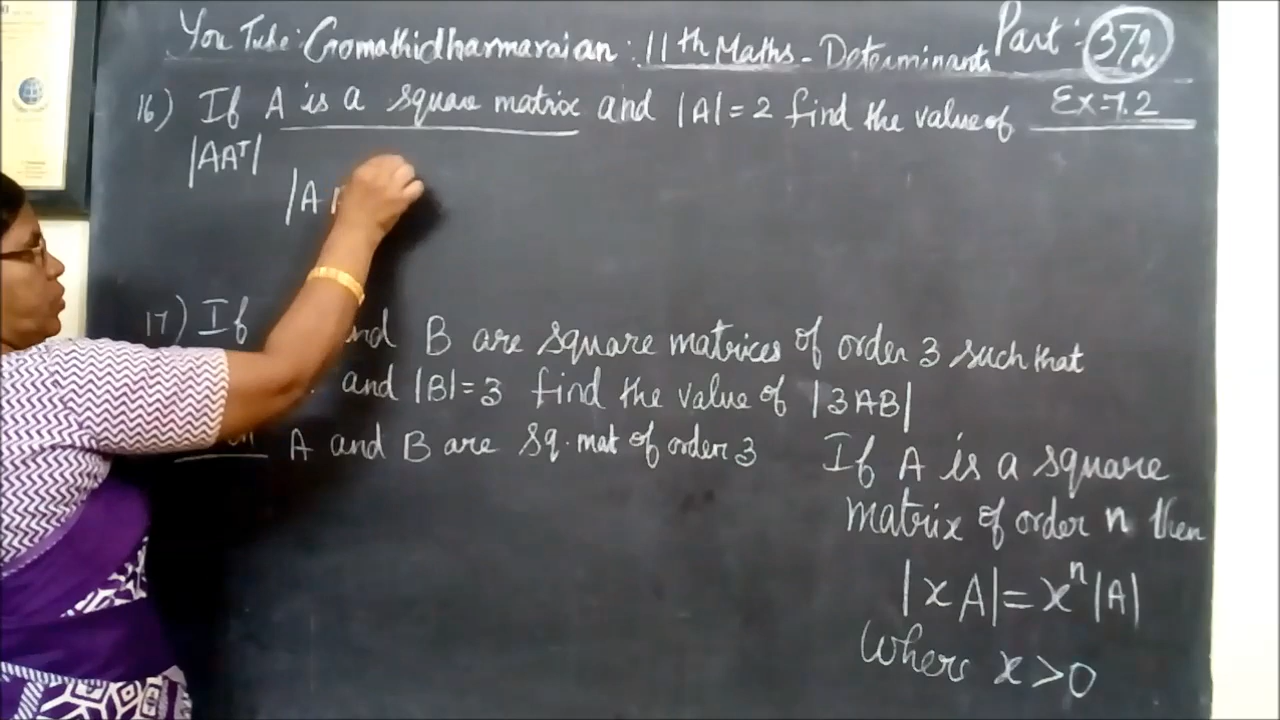 You Tube: Gomathidharmaraian : 11th Maths - Determinants Part : 372
Ex-7.2
16) If A is a square matrix and |A| = 2 find the value of
|AAᵀ|
|A
17) If and B are square matrices of order 3 such that
and |B| = 3 find the value of |3AB|
A and B are sq. mat of order 3
If A is a square
matrix of order n then
|xA| = xⁿ|A|
Where x > 0